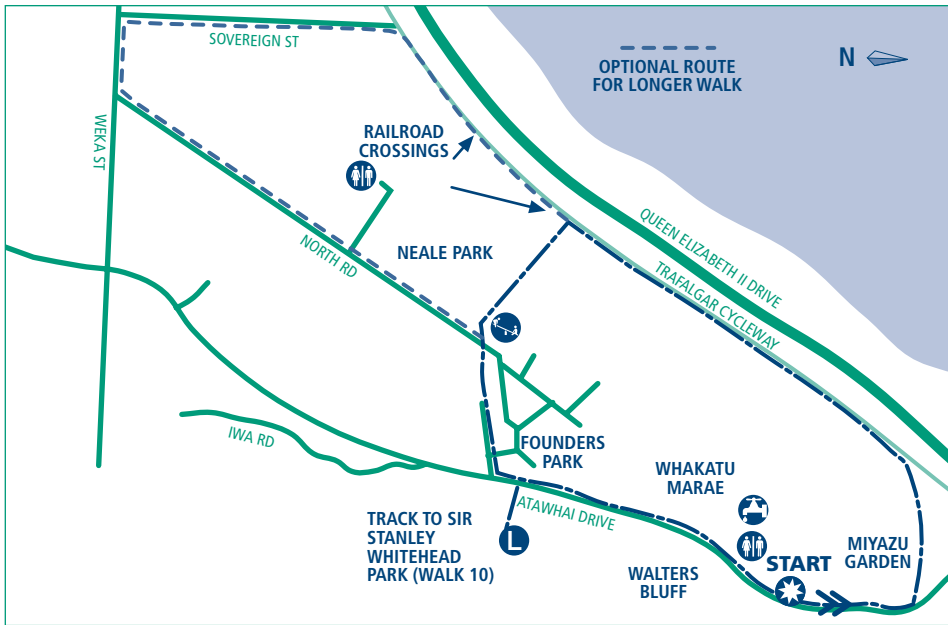 SOVEREIGN ST
OPTIONAL ROUTE
FOR LONGER WALK
N
WEKA ST
RAILROAD
CROSSINGS
QUEEN ELIZABETH II DRIVE
TRAFALGAR CYCLEWAY
NORTH RD
NEALE PARK
IWA RD
FOUNDERS
PARK
WHAKATU
MARAE
ATAWHAI DRIVE
TRACK TO SIR
STANLEY
WHITEHEAD
PARK (WALK 10)
L
WALTERS
BLUFF
START
MIYAZU
GARDEN